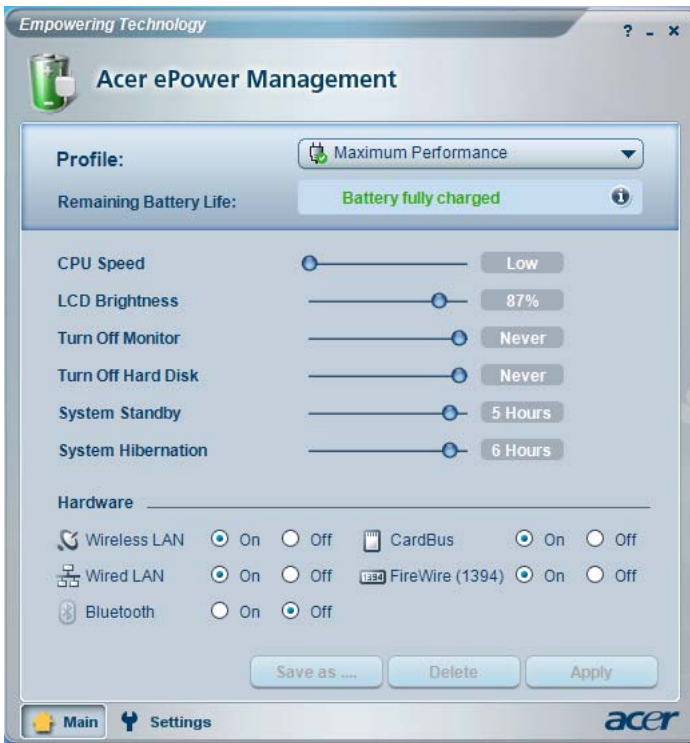 Empowering Technology
? - ×
Acer ePower Management
Profile: Maximum Performance
Remaining Battery Life: Battery fully charged
CPU Speed Low
LCD Brightness 87%
Turn Off Monitor Never
Turn Off Hard Disk Never
System Standby 5 Hours
System Hibernation 6 Hours
Hardware
Wireless LAN On Off CardBus On Off
Wired LAN On Off 1394 FireWire (1394) On Off
Bluetooth On Off
Save as .... Delete Apply
Main Settings acer